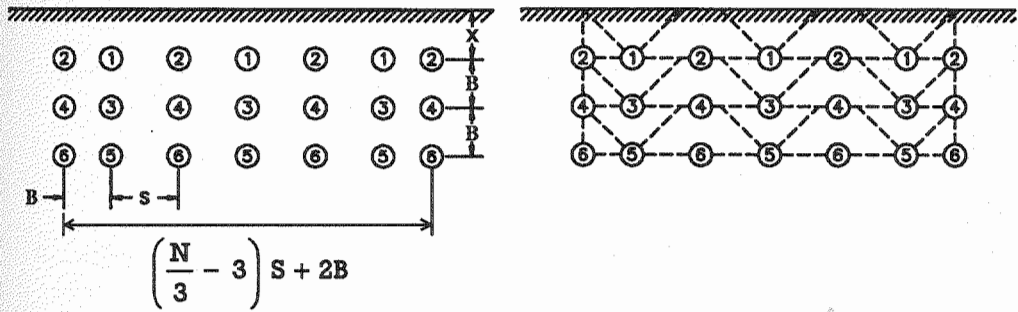 X
② ① ② ① ② ① ②
B
④ ③ ④ ③ ④ ③ ④
B
⑥ ⑤ ⑥ ⑤ ⑥ ⑤ ⑥
B S
(N/3 - 3) S + 2B
② ① ② ① ② ① ②
④ ③ ④ ③ ④ ③ ④
⑥ ⑤ ⑥ ⑤ ⑥ ⑤ ⑥